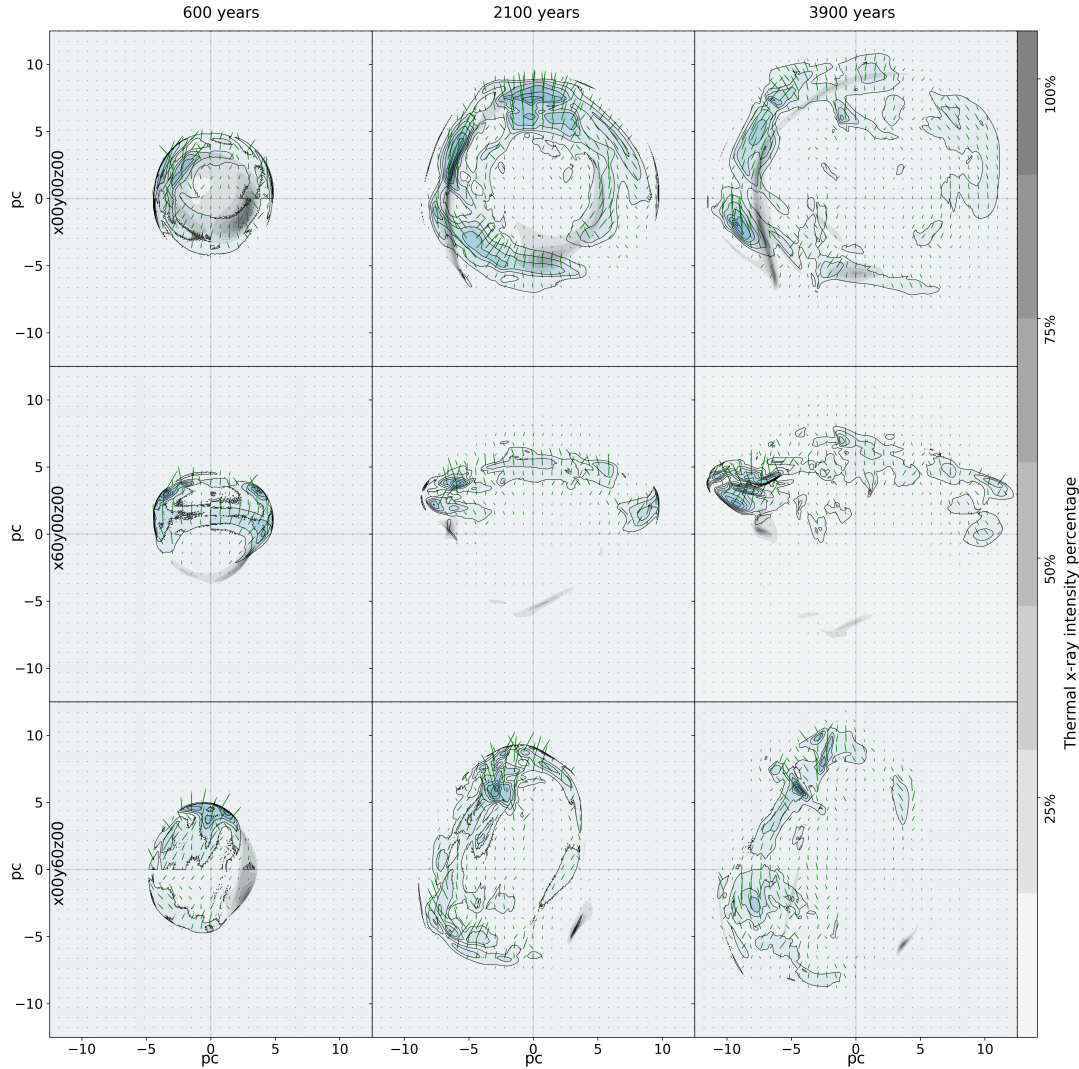 600 years 2100 years 3900 years
10
5
0
−5
−10
pc
x00y00z00
10
5
0
−5
−10
pc
x60y00z00
10
5
0
−5
−10
pc
x00y60z00
−10 −5 0 5 10 −10 −5 0 5 10 −10 −5 0 5 10
pc pc pc
100%
75%
50%
25%
Thermal x-ray intensity percentage